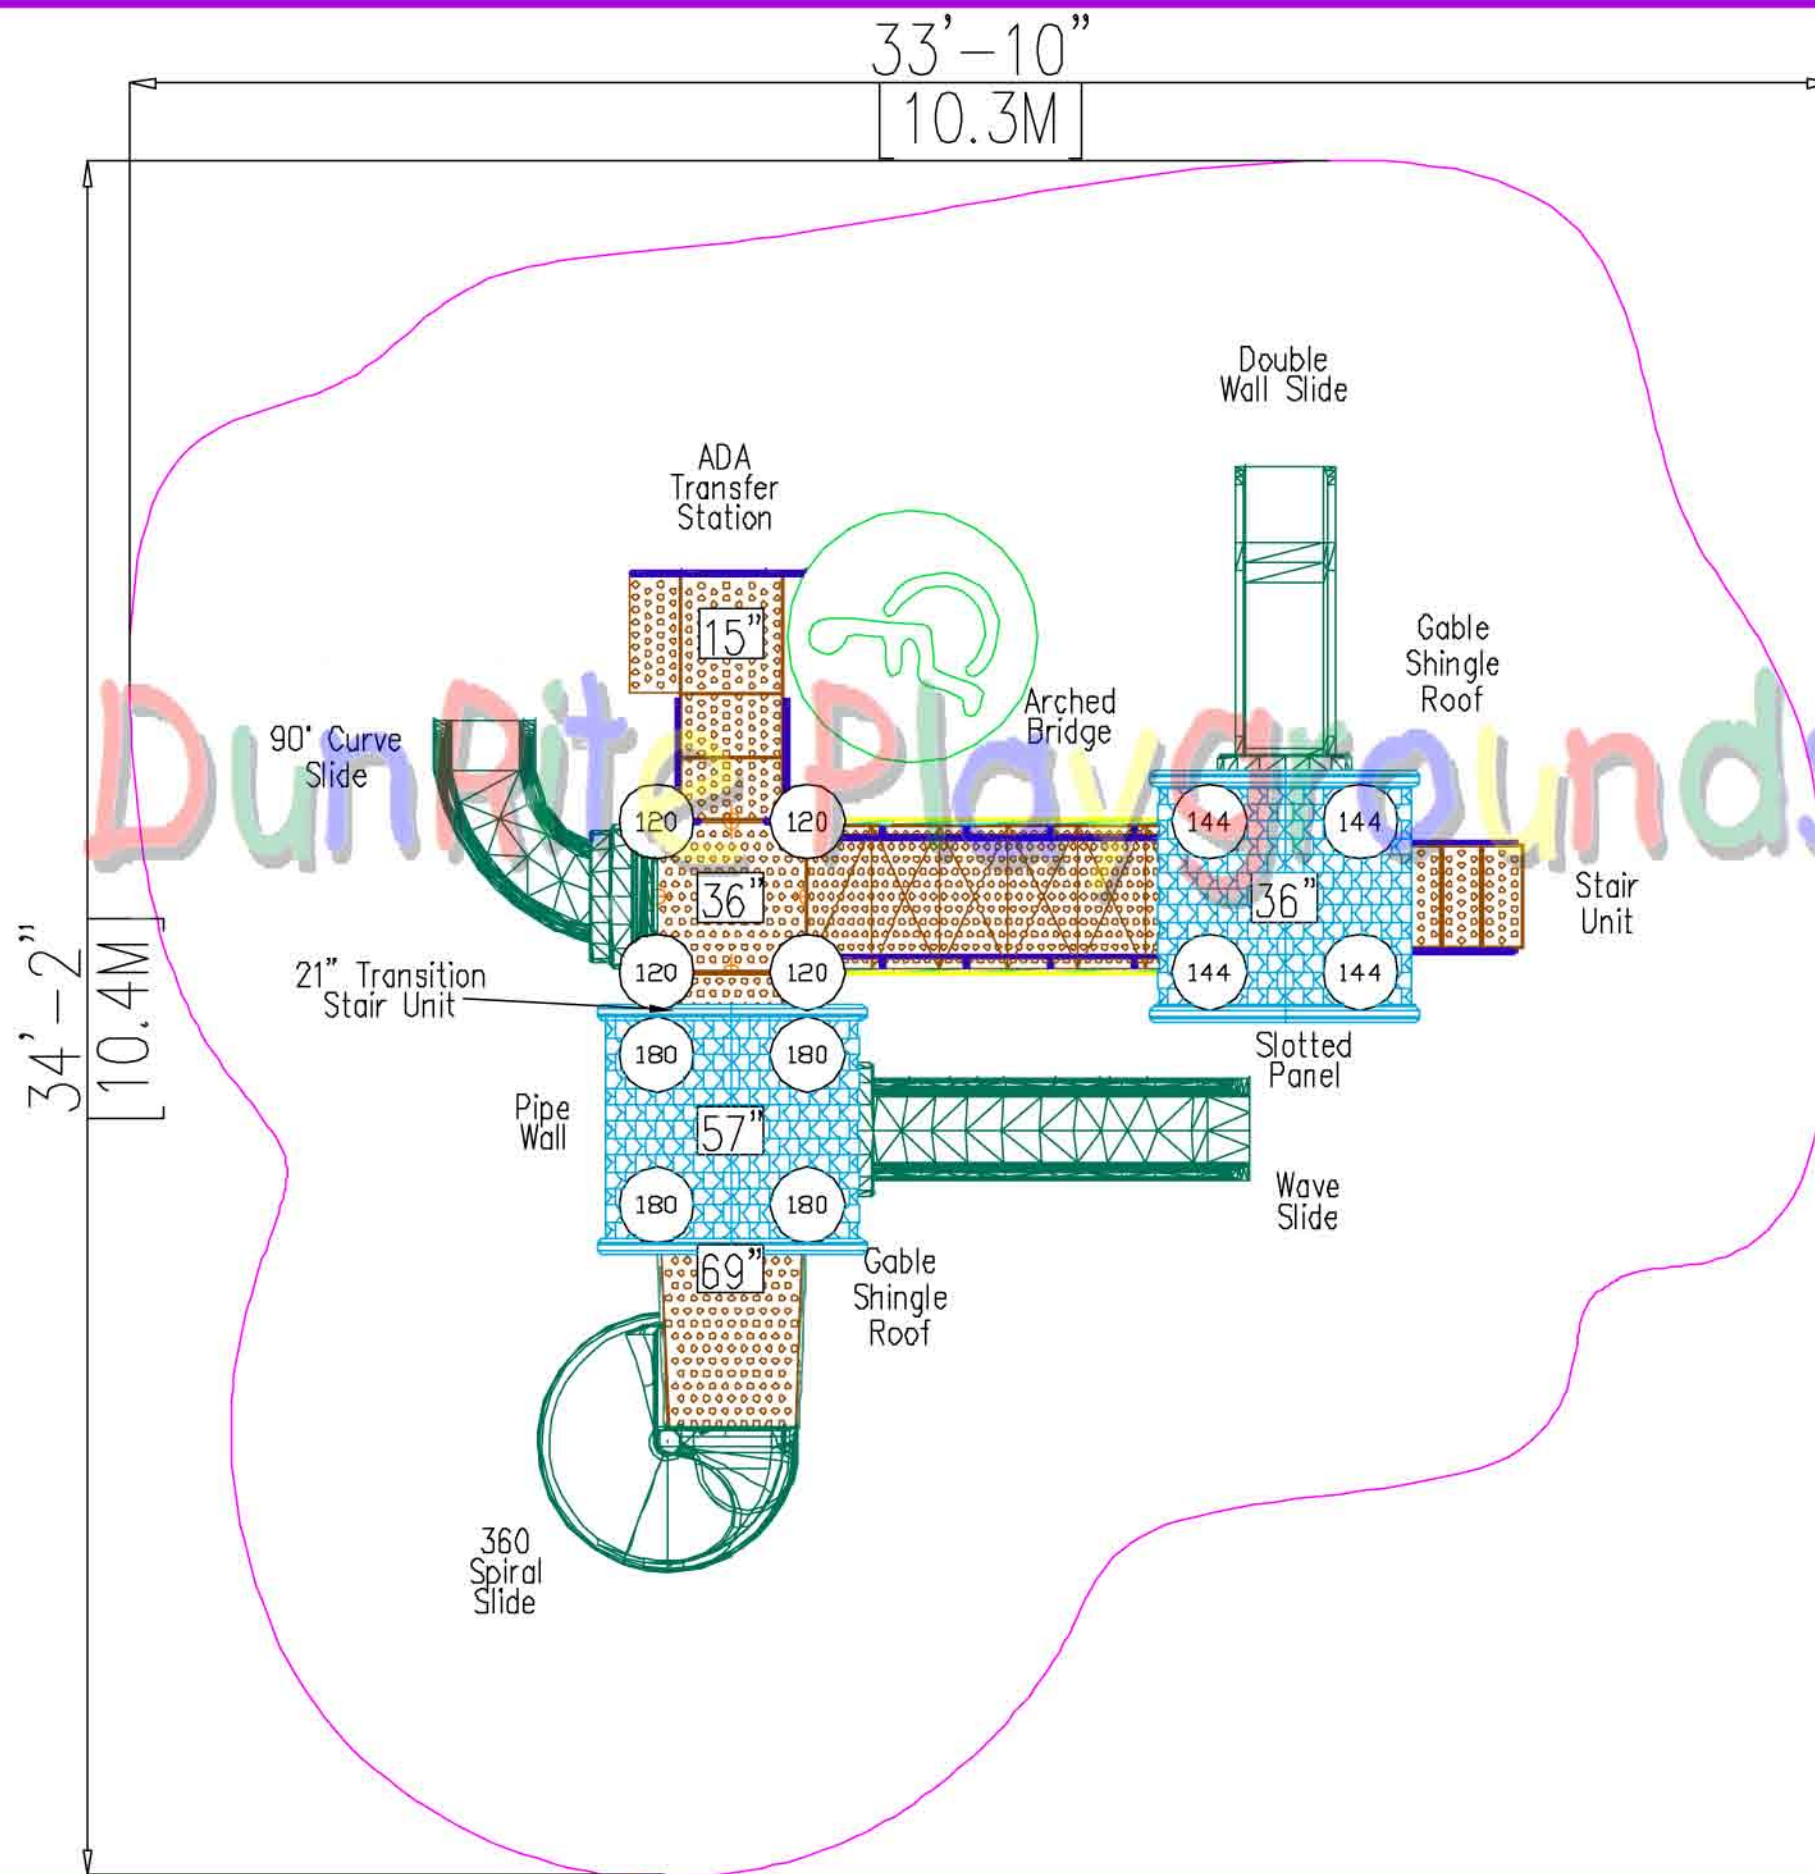 33'-10"
10.3M
34'-2"
10.4M
Double
Wall Slide
ADA
Transfer
Station
15"
Gable
Shingle
Roof
Arched
Bridge
90° Curve
Slide
DunRite Playgrounds
120
120
144
144
36"
36"
Stair
Unit
120
120
144
144
21" Transition
Stair Unit
180
180
Slotted
Panel
Pipe
Wall
57"
180
180
Wave
Slide
69"
Gable
Shingle
Roof
360
Spiral
Slide